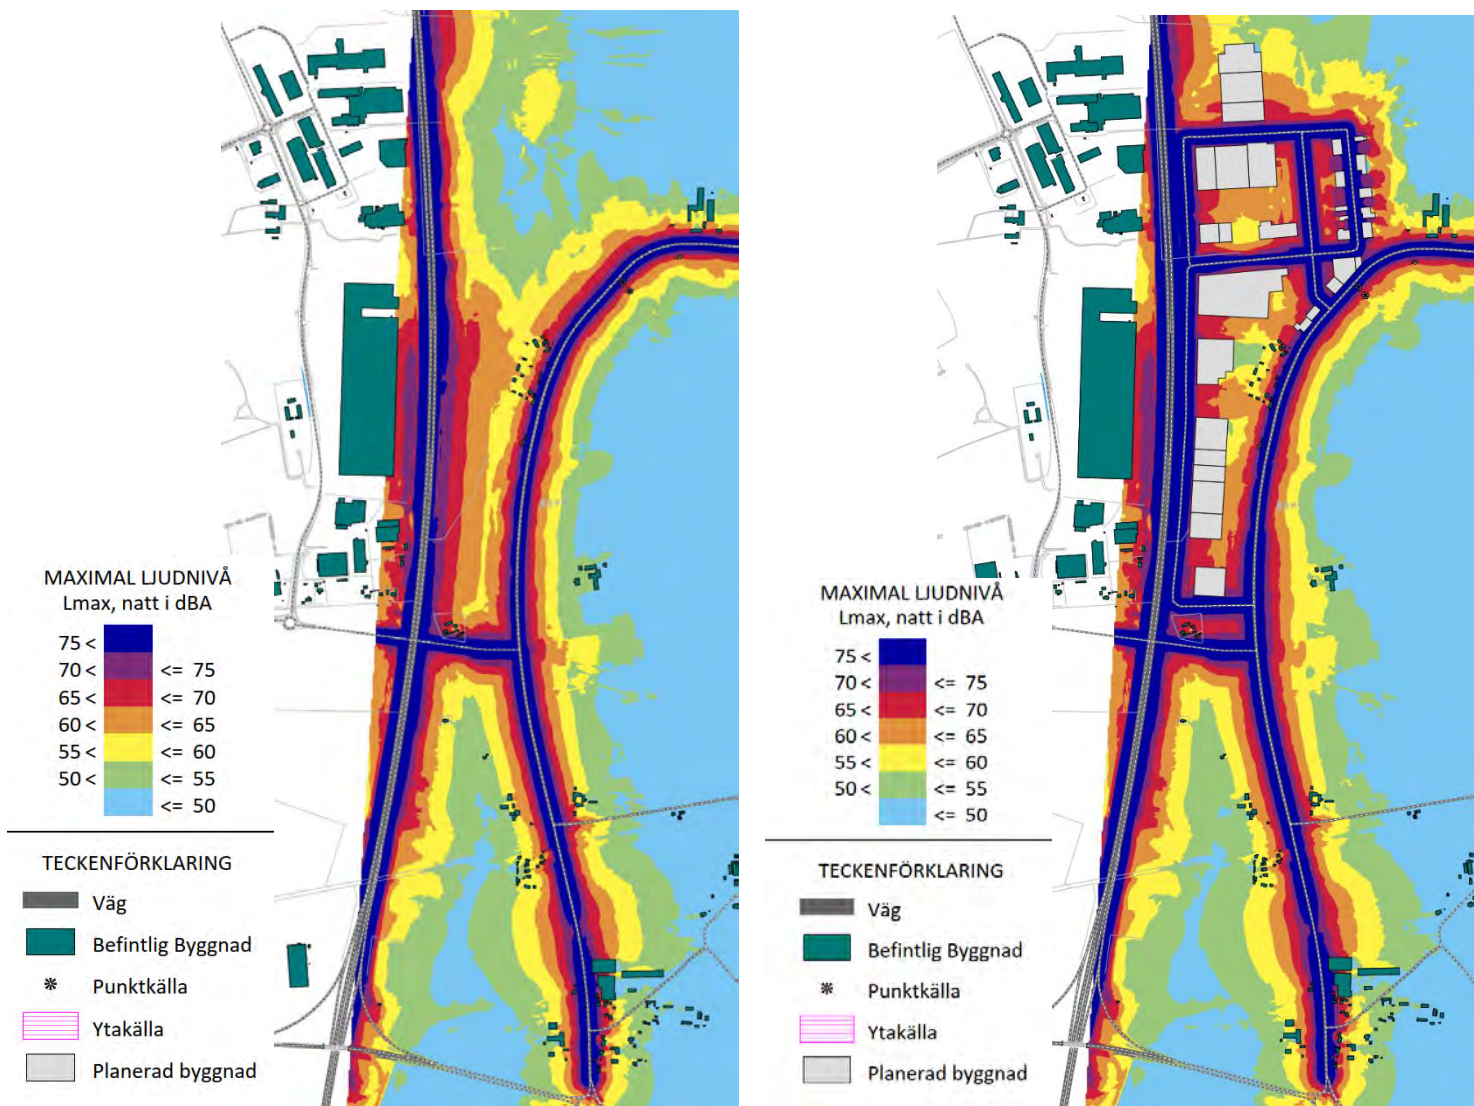 MAXIMAL LJUDNIVÅ
Lmax, natt i dBA
75 <
70 < <= 75
65 < <= 70
60 < <= 65
55 < <= 60
50 < <= 55
<= 50
TECKENFÖRKLARING
Väg
Befintlig Byggnad
Punktkälla
Ytakälla
Planerad byggnad
MAXIMAL LJUDNIVÅ
Lmax, natt i dBA
75 <
70 < <= 75
65 < <= 70
60 < <= 65
55 < <= 60
50 < <= 55
<= 50
TECKENFÖRKLARING
Väg
Befintlig Byggnad
Punktkälla
Ytakälla
Planerad byggnad